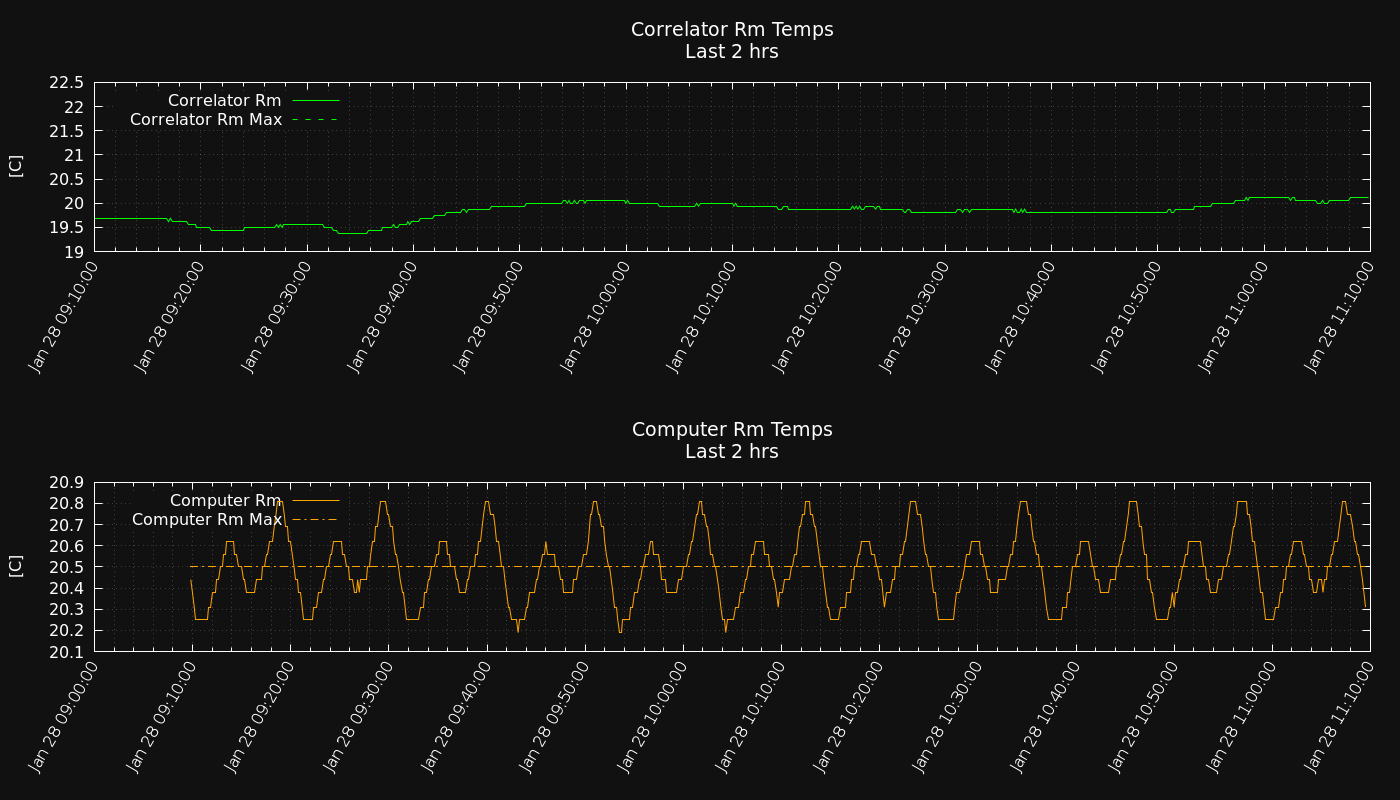 Correlator Rm Temps
Last 2 hrs
22.5
22
21.5
21
20.5
20
19.5
19
[C]
Correlator Rm
Correlator Rm Max
Jan 28 09:10:00
Jan 28 09:20:00
Jan 28 09:30:00
Jan 28 09:40:00
Jan 28 09:50:00
Jan 28 10:00:00
Jan 28 10:10:00
Jan 28 10:20:00
Jan 28 10:30:00
Jan 28 10:40:00
Jan 28 10:50:00
Jan 28 11:00:00
Jan 28 11:10:00
Computer Rm Temps
Last 2 hrs
20.9
20.8
20.7
20.6
20.5
20.4
20.3
20.2
20.1
[C]
Computer Rm
Computer Rm Max
Jan 28 09:00:00
Jan 28 09:10:00
Jan 28 09:20:00
Jan 28 09:30:00
Jan 28 09:40:00
Jan 28 09:50:00
Jan 28 10:00:00
Jan 28 10:10:00
Jan 28 10:20:00
Jan 28 10:30:00
Jan 28 10:40:00
Jan 28 10:50:00
Jan 28 11:00:00
Jan 28 11:10:00